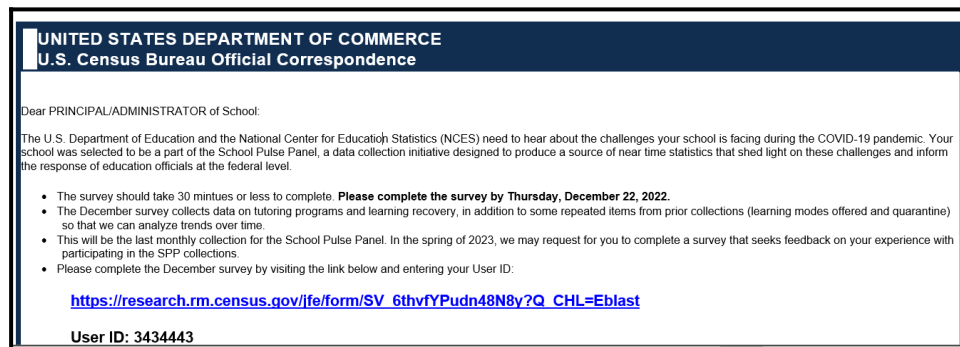 UNITED STATES DEPARTMENT OF COMMERCE
U.S. Census Bureau Official Correspondence
Dear PRINCIPAL/ADMINISTRATOR of School:
The U.S. Department of Education and the National Center for Education Statistics (NCES) need to hear about the challenges your school is facing during the COVID-19 pandemic. Your
school was selected to be a part of the School Pulse Panel, a data collection initiative designed to produce a source of near time statistics that shed light on these challenges and inform
the response of education officials at the federal level.
• The survey should take 30 mintues or less to complete. Please complete the survey by Thursday, December 22, 2022.
• The December survey collects data on tutoring programs and learning recovery, in addition to some repeated items from prior collections (learning modes offered and quarantine)
so that we can analyze trends over time.
• This will be the last monthly collection for the School Pulse Panel. In the spring of 2023, we may request for you to complete a survey that seeks feedback on your experience with
participating in the SPP collections.
• Please complete the December survey by visiting the link below and entering your User ID:
https://research.rm.census.gov/jfe/form/SV_6thvfYPudn48N8y?Q_CHL=Eblast
User ID: 3434443